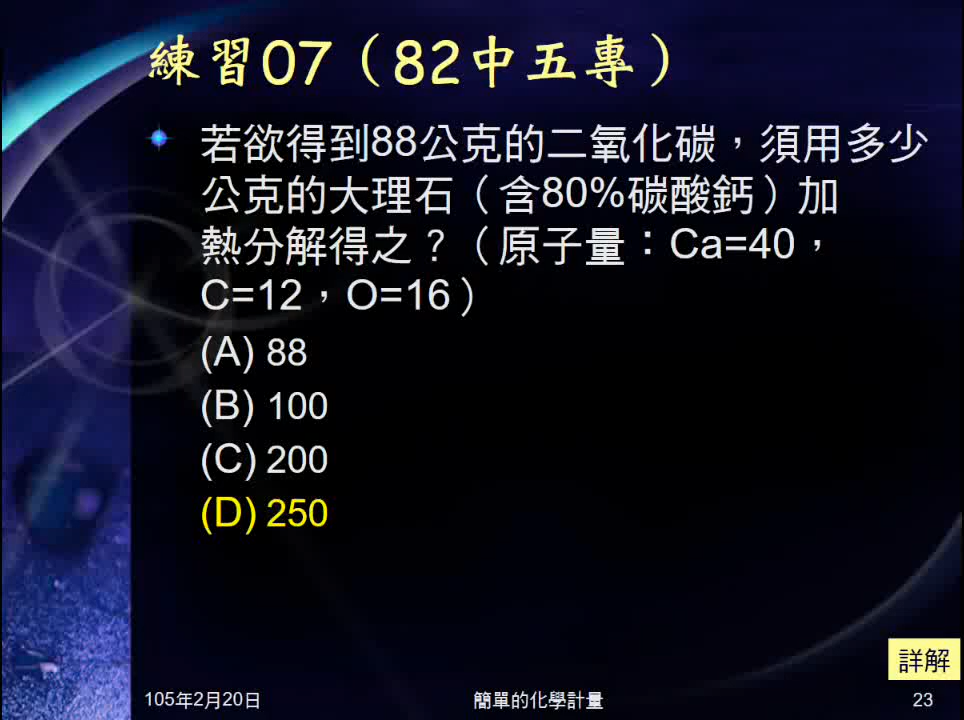 練習07（82中五專）
若欲得到88公克的二氧化碳，須用多少
公克的大理石（含80%碳酸鈣）加
熱分解得之？（原子量：Ca=40，
C=12，O=16）
(A) 88
(B) 100
(C) 200
(D) 250
詳解
105年2月20日
簡單的化學計量
23